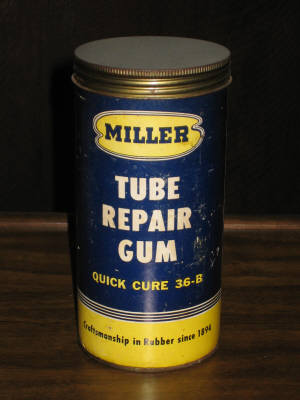 MILLER
TUBE
REPAIR
GUM
QUICK CURE 36-B
Craftsmanship in Rubber since 1894